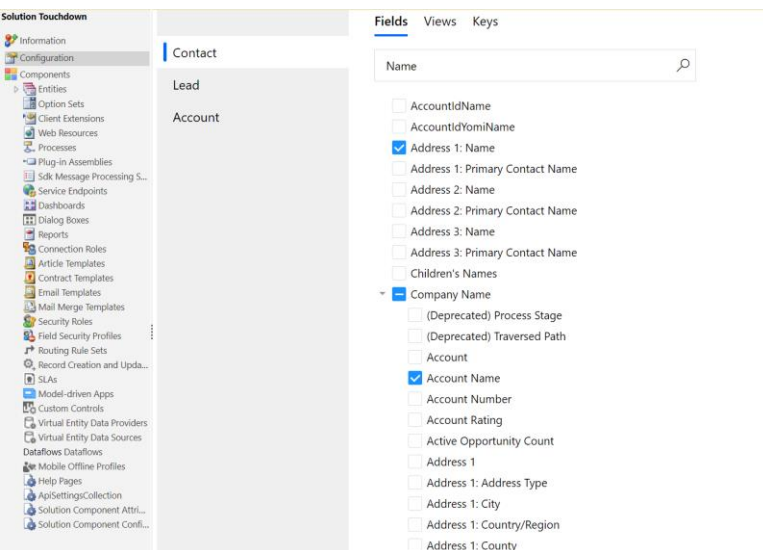 Solution Touchdown
Information
Configuration
Components
Entities
Option Sets
Client Extensions
Web Resources
Processes
Plug-in Assemblies
Sdk Message Processing S...
Service Endpoints
Dashboards
Dialog Boxes
Reports
Connection Roles
Article Templates
Contract Templates
Email Templates
Mail Merge Templates
Security Roles
Field Security Profiles
Routing Rule Sets
Record Creation and Upda...
SLAs
Model-driven Apps
Custom Controls
Virtual Entity Data Providers
Virtual Entity Data Sources
Dataflows Dataflows
Mobile Offline Profiles
Help Pages
ApiSettingsCollection
Solution Component Attri...
Solution Component Confi...
Contact
Lead
Account
Fields Views Keys
Name
AccountIdName
AccountIdYomiName
Address 1: Name
Address 1: Primary Contact Name
Address 2: Name
Address 2: Primary Contact Name
Address 3: Name
Address 3: Primary Contact Name
Children's Names
Company Name
(Deprecated) Process Stage
(Deprecated) Traversed Path
Account
Account Name
Account Number
Account Rating
Active Opportunity Count
Address 1
Address 1: Address Type
Address 1: City
Address 1: Country/Region
Address 1: County